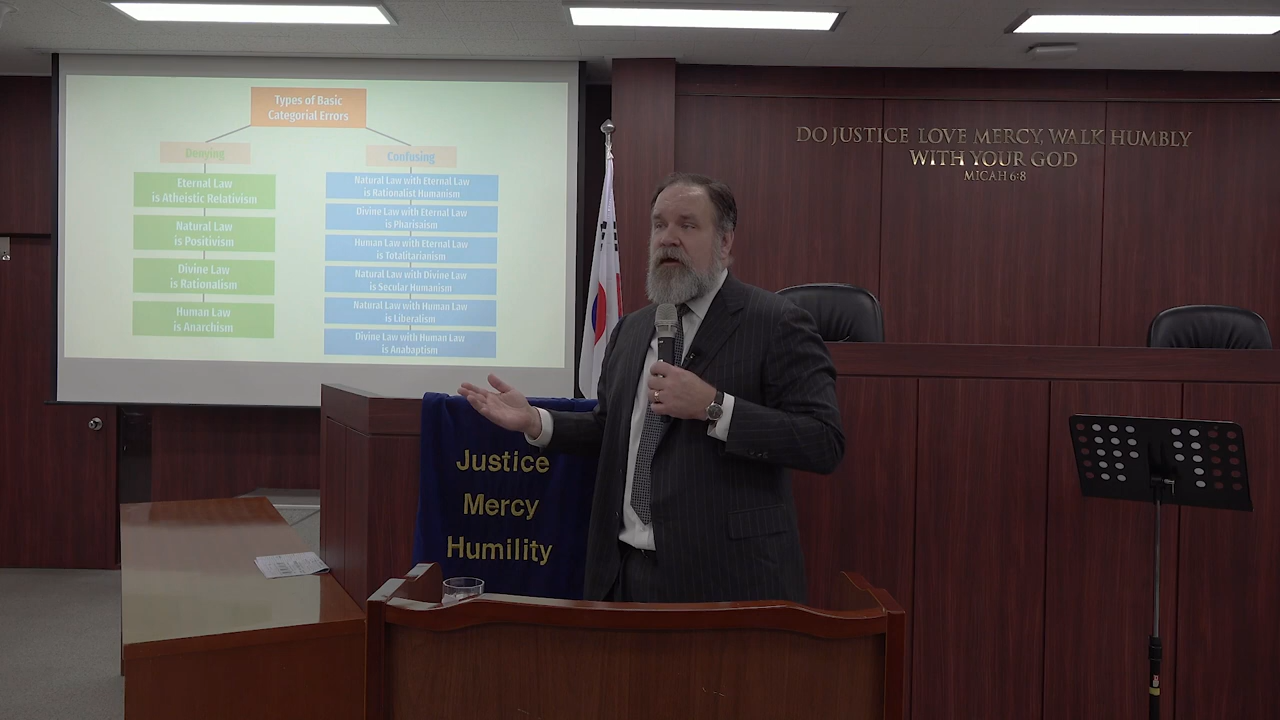 Types of Basic
Categorial Errors
Denying
Eternal Law
is Atheistic Relativism
Natural Law
is Positivism
Divine Law
is Rationalism
Human Law
is Anarchism
Confusing
Natural Law with Eternal Law
is Rationalist Humanism
Divine Law with Eternal Law
is Pharisaism
Human Law with Eternal Law
is Totalitarianism
Natural Law with Divine Law
is Secular Humanism
Natural Law with Human Law
is Liberalism
Divine Law with Human Law
is Anabaptism
DO JUSTICE LOVE MERCY, WALK HUMBLY
WITH YOUR GOD
MICAH 6:8
Justice
Mercy
Humility